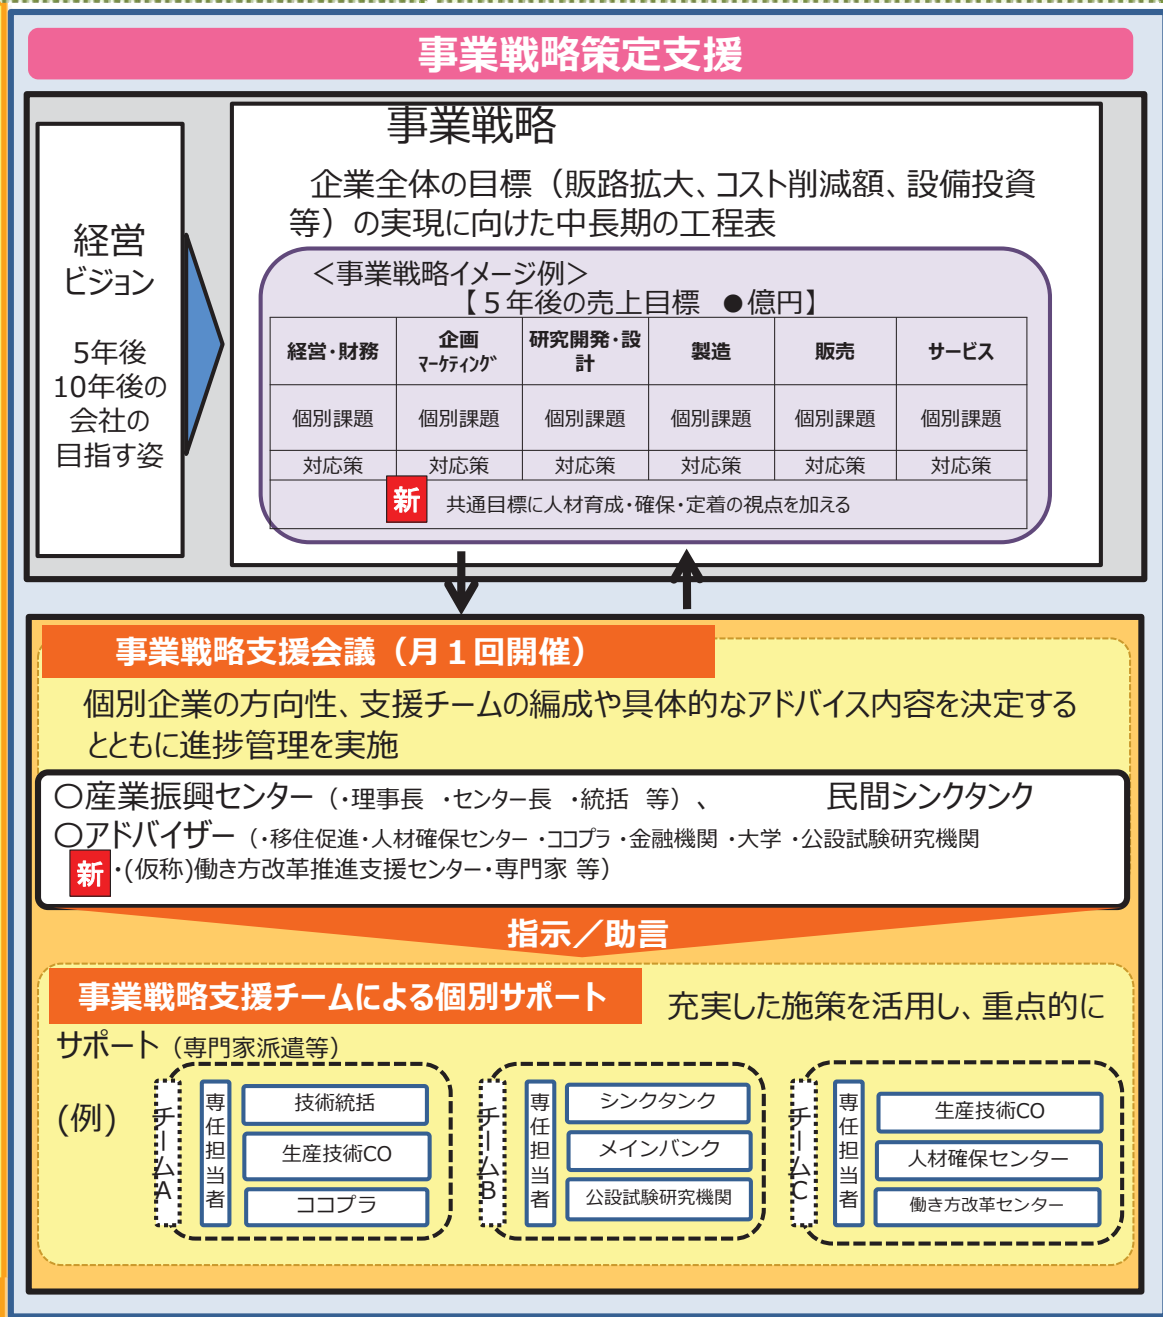 事業戦略策定支援
経営
ビジョン
5年後
10年後の
会社の
目指す姿
事業戦略
企業全体の目標（販路拡大、コスト削減額、設備投資
等）の実現に向けた中長期の工程表
＜事業戦略イメージ例＞
【５年後の売上目標　●億円】
経営・財務
企画
マーケティング
研究開発・設
計
製造
販売
サービス
個別課題 個別課題 個別課題 個別課題 個別課題 個別課題
対応策 対応策 対応策 対応策 対応策 対応策
新 共通目標に人材育成・確保・定着の視点を加える
事業戦略支援会議（月１回開催）
個別企業の方向性、支援チームの編成や具体的なアドバイス内容を決定する
とともに進捗管理を実施
○産業振興センター（・理事長 ・センター長 ・統括 等）、 民間シンクタンク
○アドバイザー（・移住促進・人材確保センター ・ココプラ ・金融機関 ・大学 ・公設試験研究機関
新 ・(仮称)働き方改革推進支援センター・専門家 等）
指示／助言
事業戦略支援チームによる個別サポート 充実した施策を活用し、重点的に
サポート（専門家派遣等）
(例)
チームA
専任担当者
技術統括
生産技術CO
ココプラ
チームB
専任担当者
シンクタンク
メインバンク
公設試験研究機関
チームC
専任担当者
生産技術CO
人材確保センター
働き方改革センター